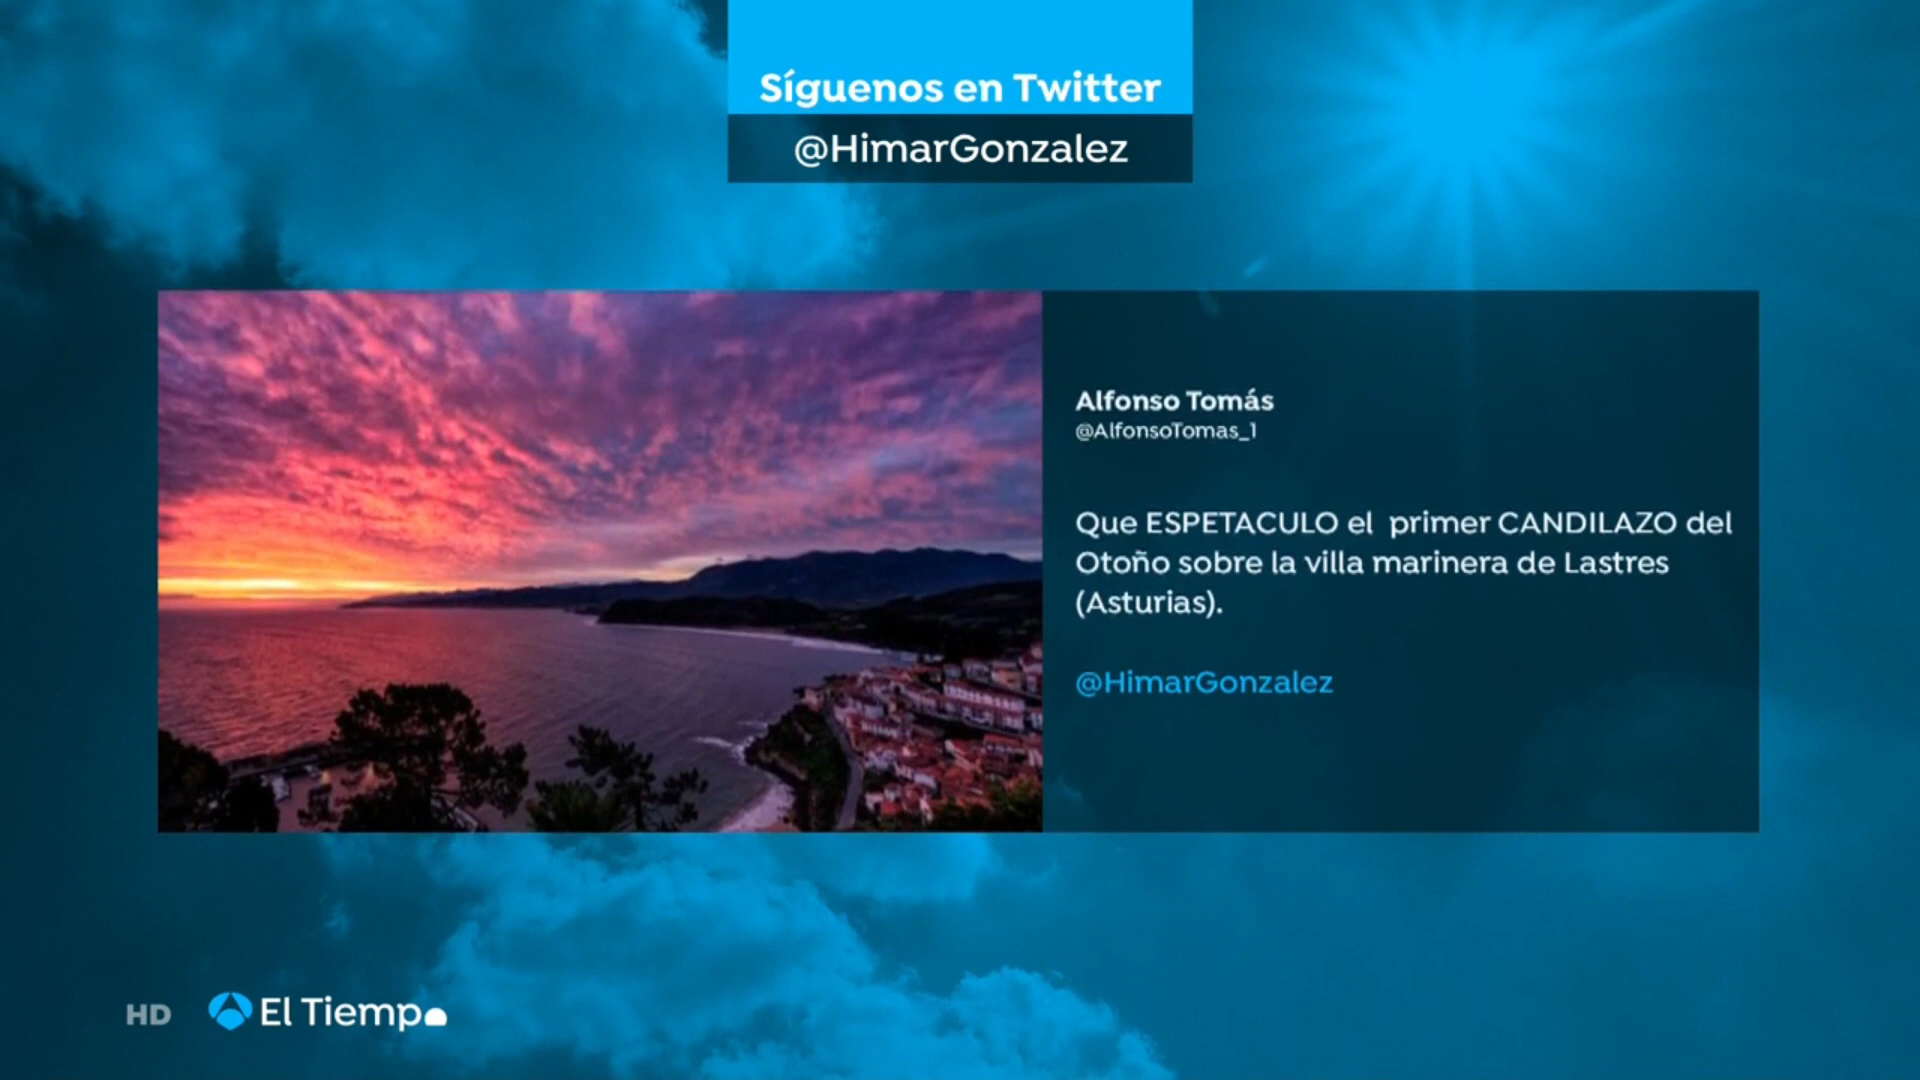 Síguenos en Twitter
@HimarGonzalez
Alfonso Tomás
@AlfonsoTomas_1
Que ESPETACULO el  primer CANDILAZO del
Otoño sobre la villa marinera de Lastres
(Asturias).
@HimarGonzalez
HD El Tiempo